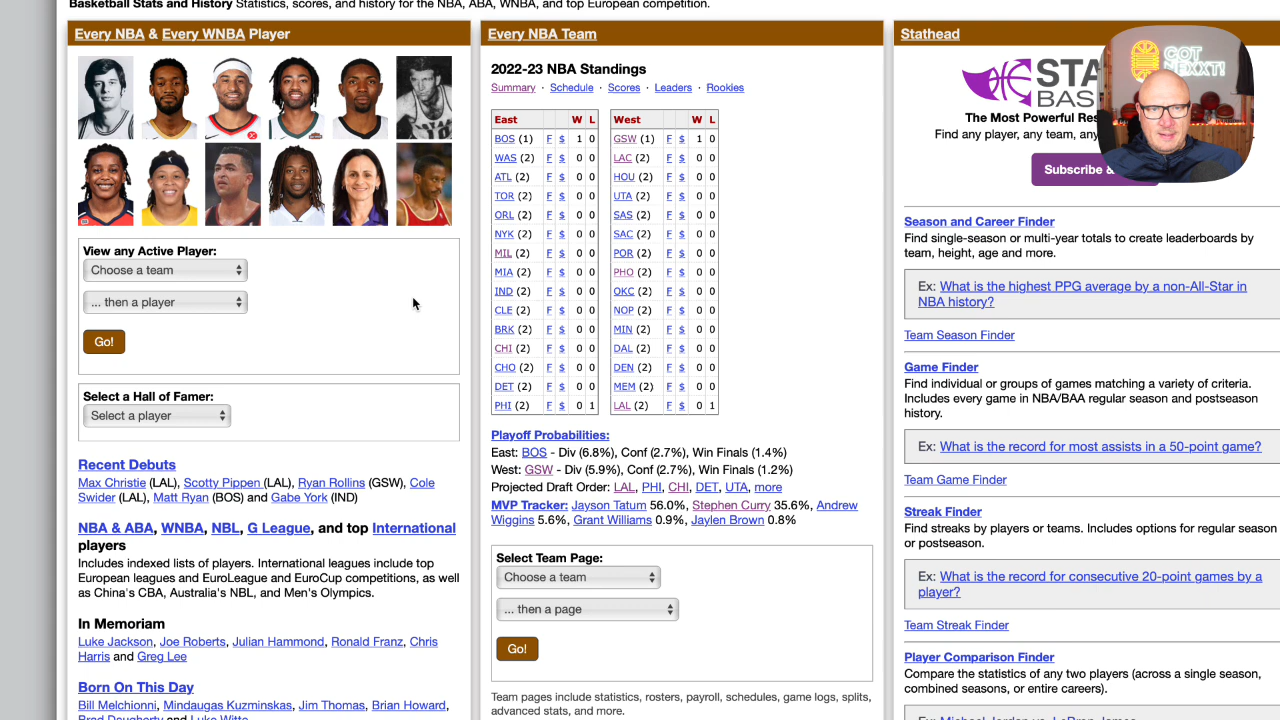 Basketball Stats and History Statistics, scores, and history for the NBA, ABA, WNBA, and top European competition.
Every NBA & Every WNBA Player
View any Active Player:
Choose a team
... then a player
Go!
Select a Hall of Famer:
Select a player
Recent Debuts
Max Christie (LAL), Scotty Pippen (LAL), Ryan Rollins (GSW), Cole
Swider (LAL), Matt Ryan (BOS) and Gabe York (IND)
NBA & ABA, WNBA, NBL, G League, and top International
players
Includes indexed lists of players. International leagues include top
European leagues and EuroLeague and EuroCup competitions, as well
as China's CBA, Australia's NBL, and Men's Olympics.
In Memoriam
Luke Jackson, Joe Roberts, Julian Hammond, Ronald Franz, Chris
Harris and Greg Lee
Born On This Day
Bill Melchionni, Mindaugas Kuzminskas, Jim Thomas, Brian Howard,
Brad Daugherty and Luke Witte
Every NBA Team
2022-23 NBA Standings
Summary · Schedule · Scores · Leaders · Rookies
East W L West W L
BOS (1) F $ 1 0 GSW (1) F $ 1 0
WAS (2) F $ 0 0 LAC (2) F $ 0 0
ATL (2) F $ 0 0 HOU (2) F $ 0 0
TOR (2) F $ 0 0 UTA (2) F $ 0 0
ORL (2) F $ 0 0 SAS (2) F $ 0 0
NYK (2) F $ 0 0 SAC (2) F $ 0 0
MIL (2) F $ 0 0 POR (2) F $ 0 0
MIA (2) F $ 0 0 PHO (2) F $ 0 0
IND (2) F $ 0 0 OKC (2) F $ 0 0
CLE (2) F $ 0 0 NOP (2) F $ 0 0
BRK (2) F $ 0 0 MIN (2) F $ 0 0
CHI (2) F $ 0 0 DAL (2) F $ 0 0
CHO (2) F $ 0 0 DEN (2) F $ 0 0
DET (2) F $ 0 0 MEM (2) F $ 0 0
PHI (2) F $ 0 1 LAL (2) F $ 0 1
Playoff Probabilities:
East: BOS - Div (6.8%), Conf (2.7%), Win Finals (1.4%)
West: GSW - Div (5.9%), Conf (2.7%), Win Finals (1.2%)
Projected Draft Order: LAL, PHI, CHI, DET, UTA, more
MVP Tracker: Jayson Tatum 56.0%, Stephen Curry 35.6%, Andrew
Wiggins 5.6%, Grant Williams 0.9%, Jaylen Brown 0.8%
Select Team Page:
Choose a team
... then a page
Go!
Team pages include statistics, rosters, payroll, schedules, game logs, splits,
advanced stats, and more.
Stathead
STA
BAS
GOT
NEXXT!
The Most Powerful Res
Find any player, any team, any
Subscribe &
Season and Career Finder
Find single-season or multi-year totals to create leaderboards by
team, height, age and more.
Ex: What is the highest PPG average by a non-All-Star in
NBA history?
Team Season Finder
Game Finder
Find individual or groups of games matching a variety of criteria.
Includes every game in NBA/BAA regular season and postseason
history.
Ex: What is the record for most assists in a 50-point game?
Team Game Finder
Streak Finder
Find streaks by players or teams. Includes options for regular season
or postseason.
Ex: What is the record for consecutive 20-point games by a
player?
Team Streak Finder
Player Comparison Finder
Compare the statistics of any two players (across a single season,
combined seasons, or entire careers).
Ex: Michael Jordan vs. LeBron James